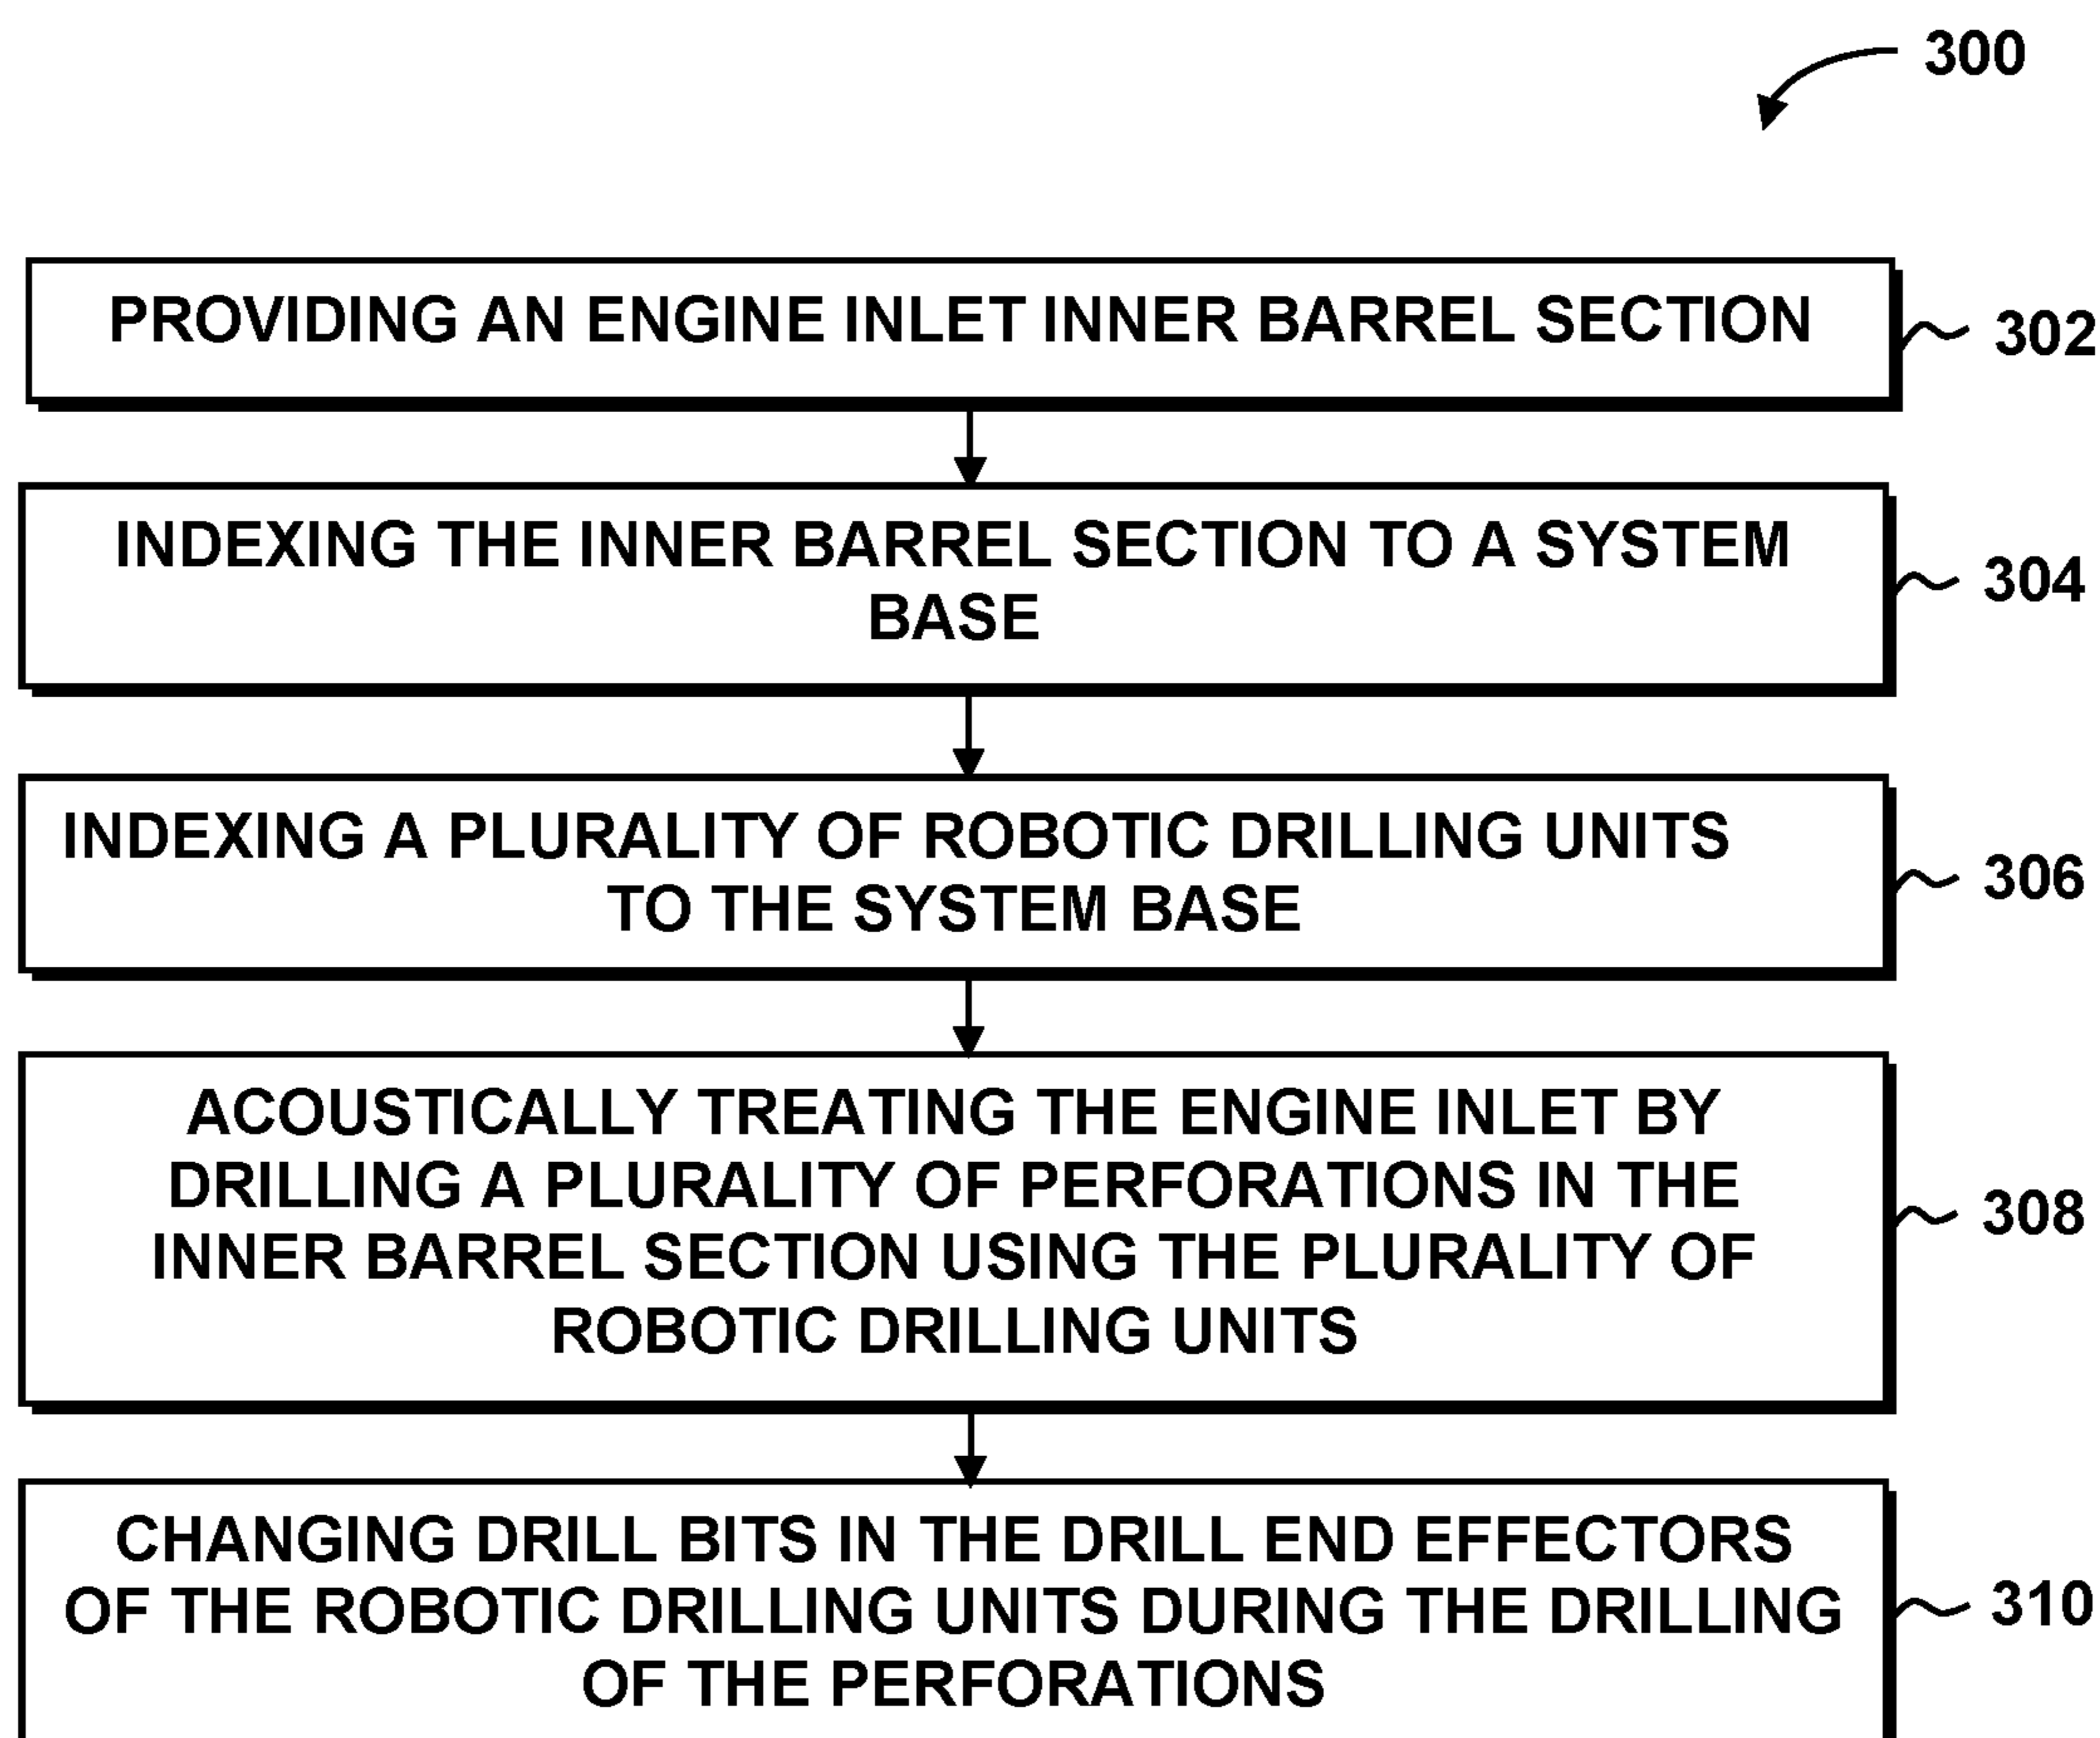 300
PROVIDING AN ENGINE INLET INNER BARREL SECTION
302
INDEXING THE INNER BARREL SECTION TO A SYSTEM
BASE
304
INDEXING A PLURALITY OF ROBOTIC DRILLING UNITS
TO THE SYSTEM BASE
306
ACOUSTICALLY TREATING THE ENGINE INLET BY
DRILLING A PLURALITY OF PERFORATIONS IN THE
INNER BARREL SECTION USING THE PLURALITY OF
ROBOTIC DRILLING UNITS
308
CHANGING DRILL BITS IN THE DRILL END EFFECTORS
OF THE ROBOTIC DRILLING UNITS DURING THE DRILLING
OF THE PERFORATIONS
310